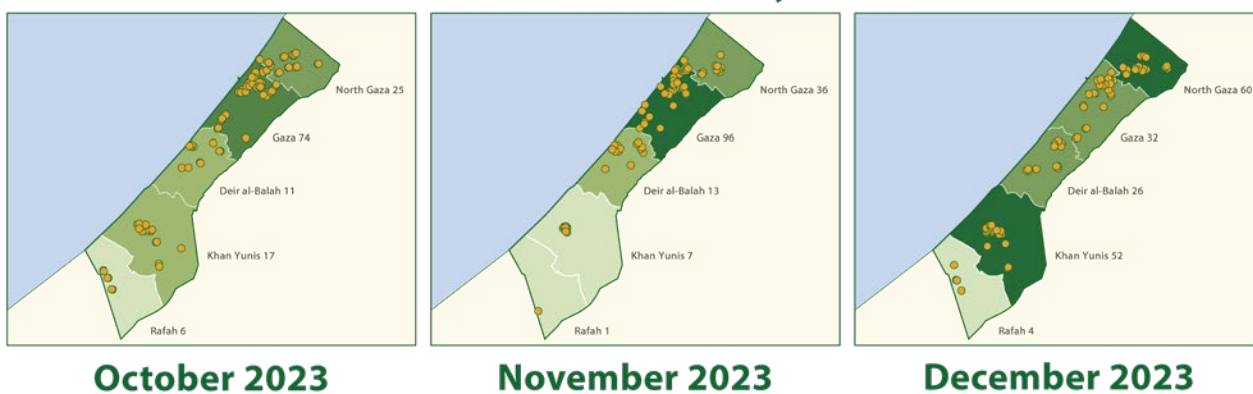 North Gaza 25
Gaza 74
Deir al-Balah 11
Khan Yunis 17
Rafah 6
October 2023
North Gaza 36
Gaza 96
Deir al-Balah 13
Khan Yunis 7
Rafah 1
November 2023
North Gaza 60
Gaza 32
Deir al-Balah 26
Khan Yunis 52
Rafah 4
December 2023